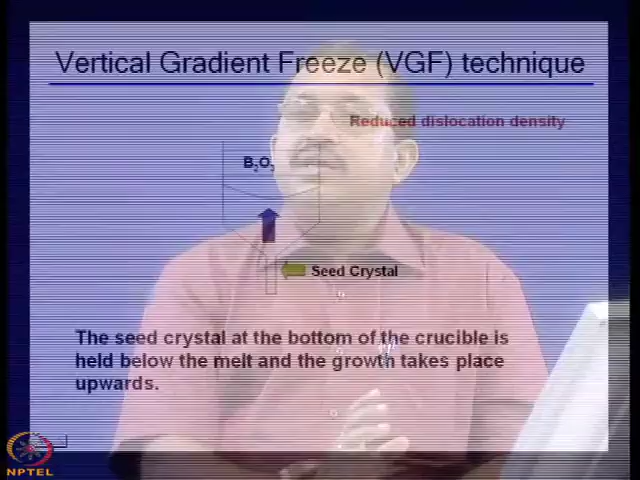 Vertical Gradient Freeze (VGF) technique
Reduced dislocation density
B₂O₃
Seed Crystal
The seed crystal at the bottom of the crucible is
held below the melt and the growth takes place
upwards.
NPTEL